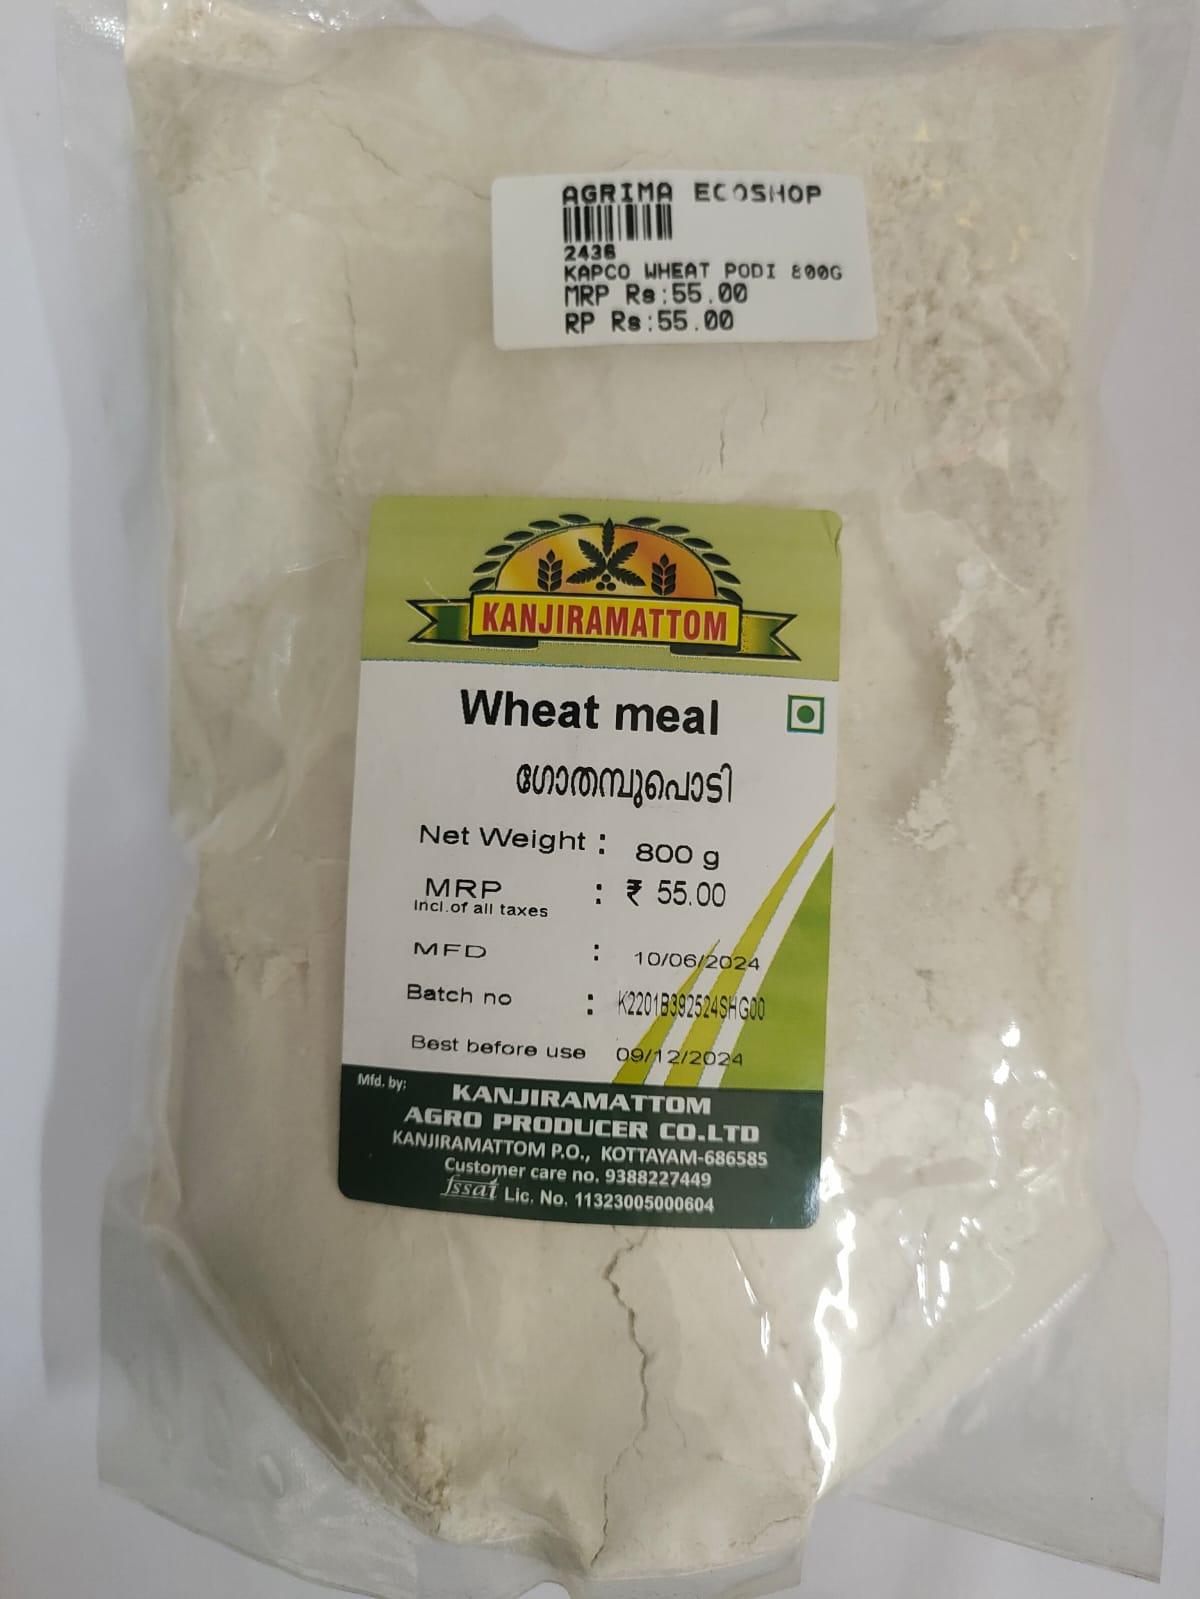 AGRIMA ECOSHOP
2436
KAPCO WHEAT PODI 800G
MRP Rs:55.00
RP Rs:55.00
KANJIRAMATTOM
Wheat meal
ഗോതമ്പുപൊടി
Net Weight : 800 g
MRP : ₹ 55.00
Incl.of all taxes
MFD : 10/06/2024
Batch no : K2201B392524SHG00
Best before use 09/12/2024
Mfd. by: KANJIRAMATTOM
AGRO PRODUCER CO.LTD
KANJIRAMATTOM P.O., KOTTAYAM-686585
Customer care no. 9388227449
fssai Lic. No. 11323005000604